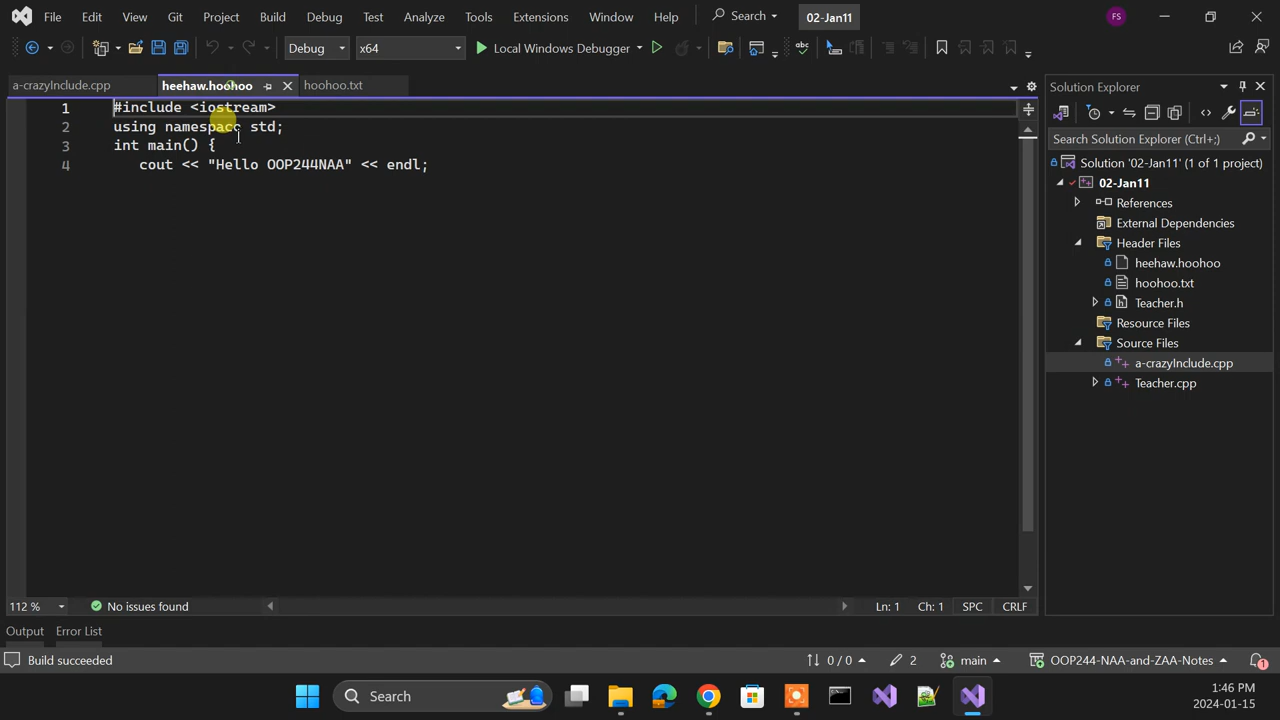 File Edit View Git Project Build Debug Test Analyze Tools Extensions Window Help Search 02-Jan11 FS
Debug x64 Local Windows Debugger
a-crazyInclude.cpp heehaw.hoohoo hoohoo.txt
1 #include <iostream>
2 using namespace std;
3 int main() {
4 cout << "Hello OOP244NAA" << endl;
112 % No issues found Ln: 1 Ch: 1 SPC CRLF
Solution Explorer
Search Solution Explorer (Ctrl+;)
Solution '02-Jan11' (1 of 1 project)
02-Jan11
References
External Dependencies
Header Files
heehaw.hoohoo
hoohoo.txt
Teacher.h
Resource Files
Source Files
a-crazyInclude.cpp
Teacher.cpp
Output Error List
Build succeeded 0 / 0 2 main OOP244-NAA-and-ZAA-Notes 1
Search 1:46 PM
2024-01-15